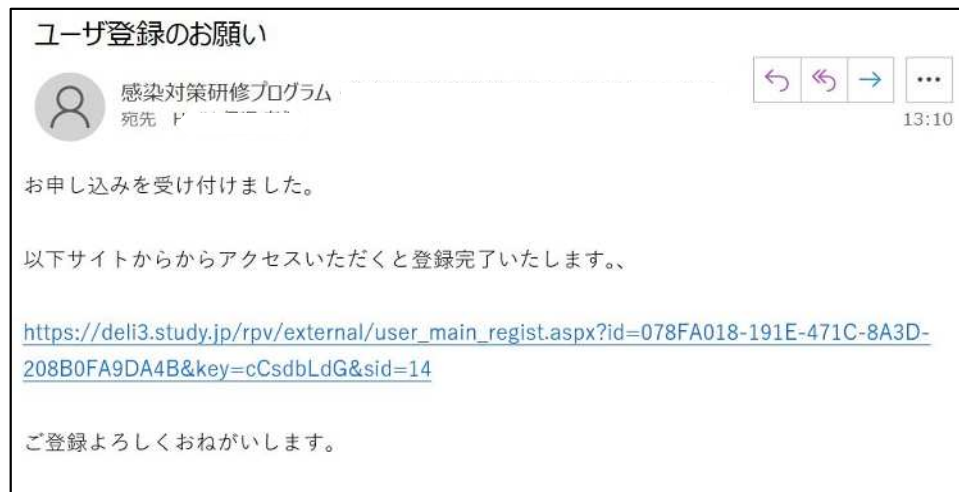 ユーザ登録のお願い
感染対策研修プログラム
宛先
13:10
お申し込みを受け付けました。
以下サイトからからアクセスいただくと登録完了いたします。、
https://deli3.study.jp/rpv/external/user_main_regist.aspx?id=078FA018-191E-471C-8A3D-
208B0FA9DA4B&key=cCsdbLdG&sid=14
ご登録よろしくおねがいします。